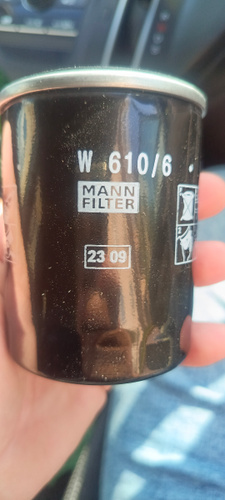 W 610/6
MANN
FILTER
23 09